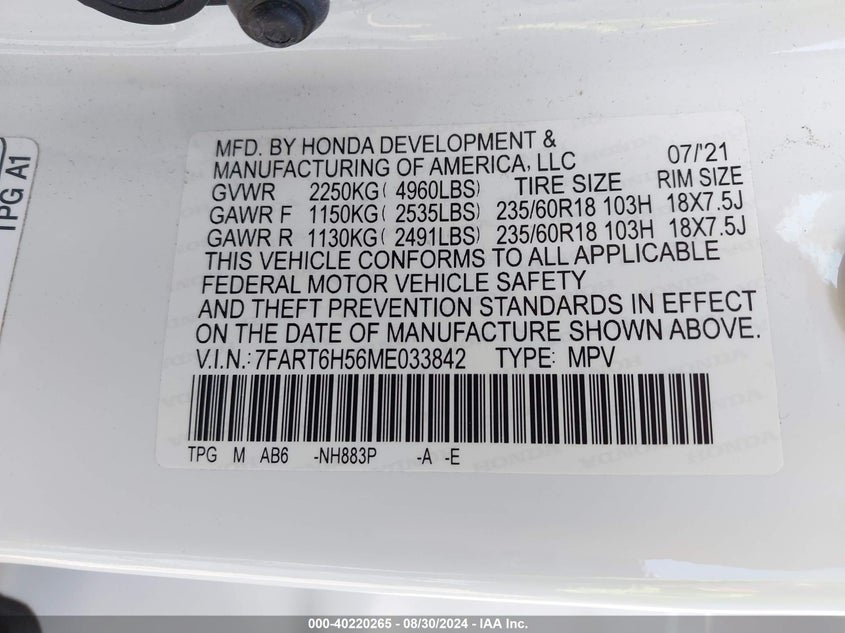 TPG A1
MFD. BY HONDA DEVELOPMENT &
MANUFACTURING OF AMERICA, LLC 07/'21
GVWR 2250KG( 4960LBS) TIRE SIZE RIM SIZE
GAWR F 1150KG( 2535LBS) 235/60R18 103H 18X7.5J
GAWR R 1130KG( 2491LBS) 235/60R18 103H 18X7.5J
THIS VEHICLE CONFORMS TO ALL APPLICABLE
FEDERAL MOTOR VEHICLE SAFETY
AND THEFT PREVENTION STANDARDS IN EFFECT
ON THE DATE OF MANUFACTURE SHOWN ABOVE.
V.I.N.: 7FART6H56ME033842 TYPE: MPV
TPG M AB6 -NH883P -A -E
000-40220265 - 08/30/2024 - IAA Inc.